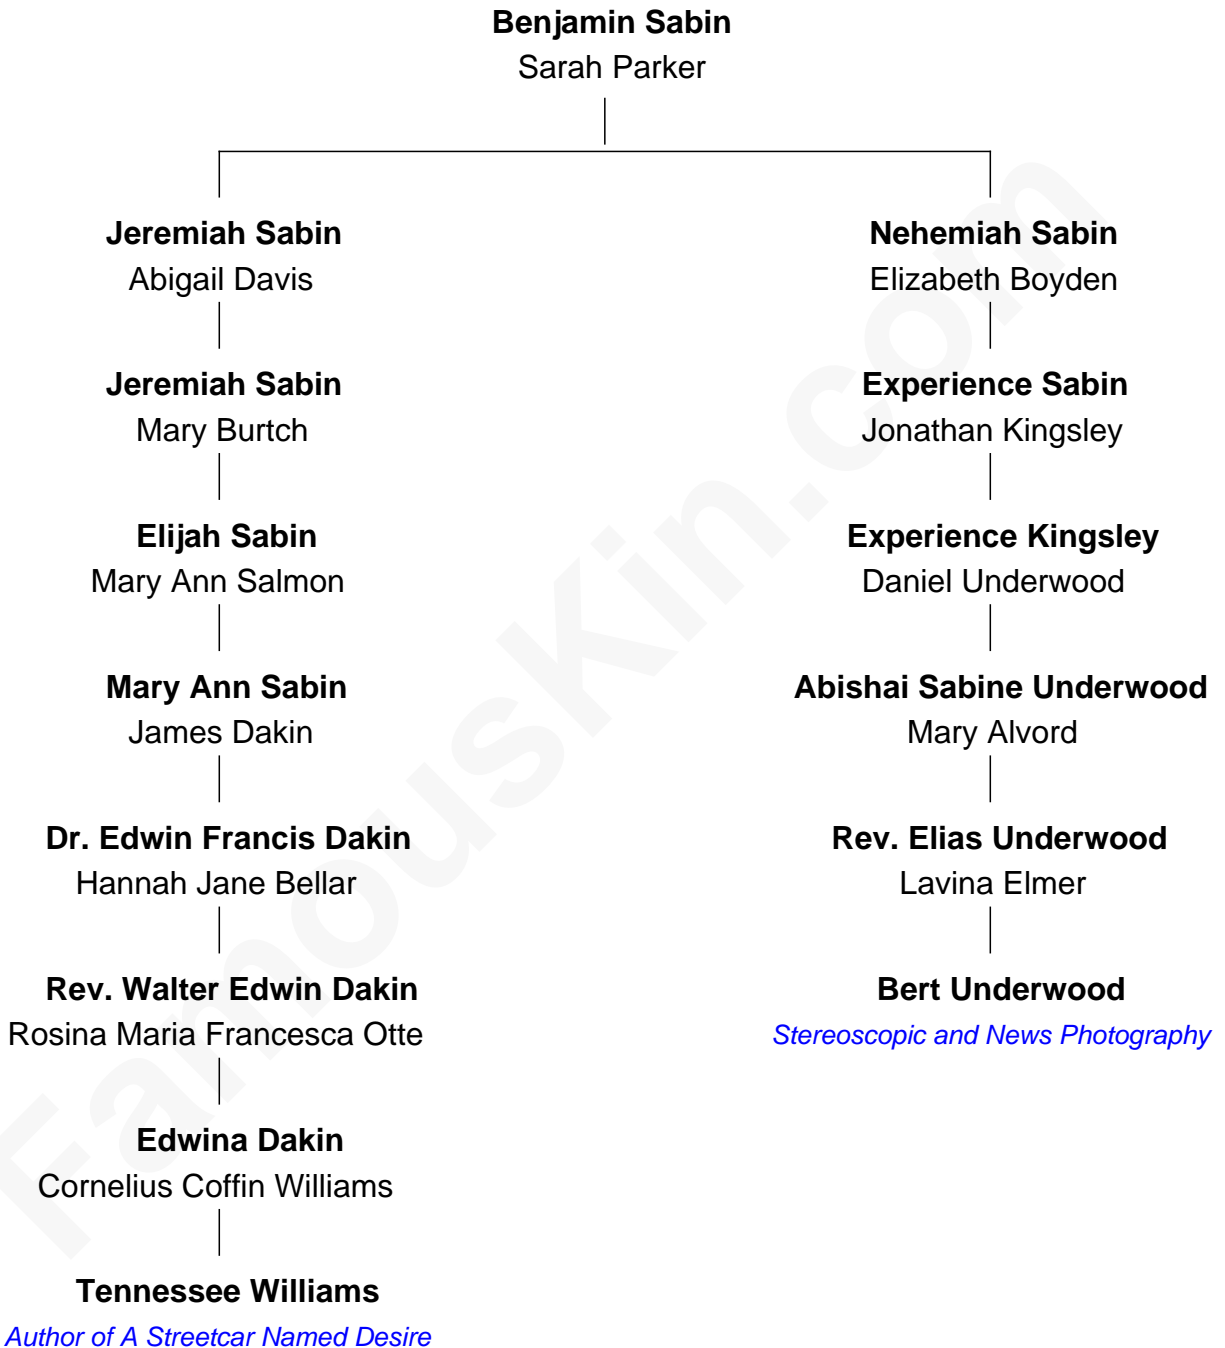 Benjamin Sabin
Sarah Parker
Jeremiah Sabin
Abigail Davis
Jeremiah Sabin
Mary Burtch
Elijah Sabin
Mary Ann Salmon
Mary Ann Sabin
James Dakin
Dr. Edwin Francis Dakin
Hannah Jane Bellar
Rev. Walter Edwin Dakin
Rosina Maria Francesca Otte
Edwina Dakin
Cornelius Coffin Williams
Tennessee Williams
Author of A Streetcar Named Desire
Nehemiah Sabin
Elizabeth Boyden
Experience Sabin
Jonathan Kingsley
Experience Kingsley
Daniel Underwood
Abishai Sabine Underwood
Mary Alvord
Rev. Elias Underwood
Lavina Elmer
Bert Underwood
Stereoscopic and News Photography
FamousKin.com